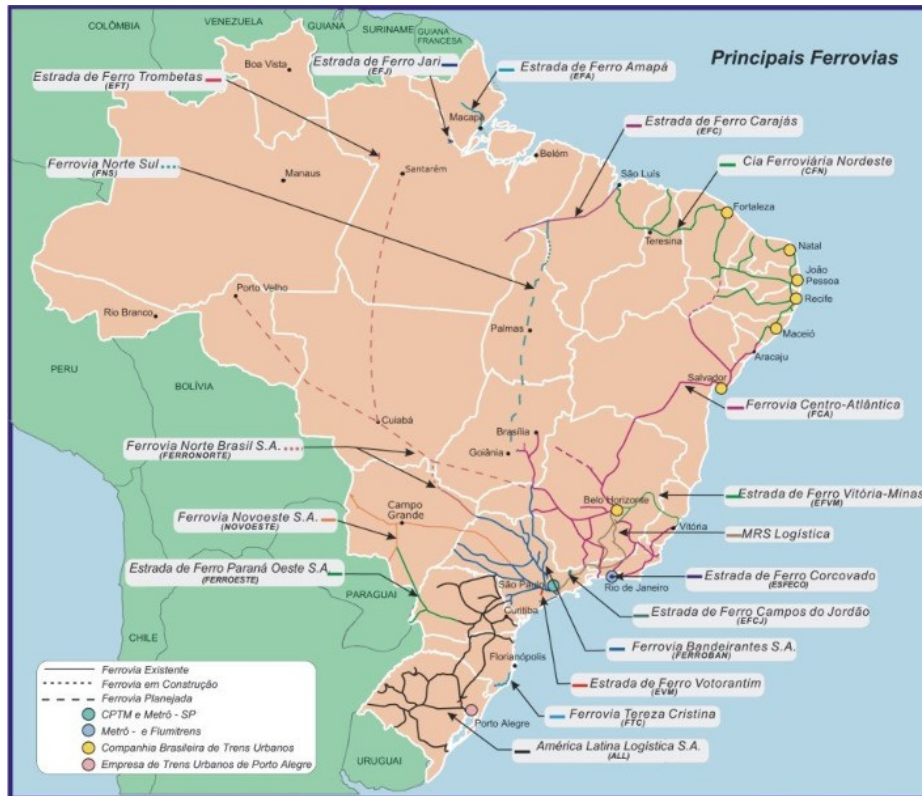 COLÔMBIA
VENEZUELA
GUIANA
SURINAME
GUIANA
FRANCESA
Principais Ferrovias
Boa Vista
Estrada de Ferro Jari
(EFJ)
Estrada de Ferro Amapá
(EFA)
Estrada de Ferro Trombetas
(EFT)
Macapá
Estrada de Ferro Carajás
(EFC)
Ferrovia Norte Sul
(FNS)
Belém
Cia Ferroviária Nordeste
(CFN)
Manaus
Santarém
São Luís
Fortaleza
Teresina
Natal
João
Pessoa
Porto Velho
Recife
Rio Branco
Palmas
Maceió
Aracaju
PERU
BOLÍVIA
Salvador
Ferrovia Centro-Atlântica
(FCA)
Cuiabá
Brasília
Ferrovia Norte Brasil S.A.
(FERRONORTE)
Goiânia
Estrada de Ferro Vitória-Minas
(EFVM)
Belo Horizonte
Ferrovia Novoeste S.A.
(NOVOESTE)
Campo
Grande
Vitória
MRS Logística
Estrada de Ferro Paraná Oeste S.A.
(FERROESTE)
São Paulo
Rio de Janeiro
Estrada de Ferro Corcovado
(ESFECO)
PARAGUAI
Curitiba
Estrada de Ferro Campos do Jordão
(EFCJ)
CHILE
Ferrovia Bandeirantes S.A.
(FERROBAN)
Florianópolis
Estrada de Ferro Votorantim
(EVM)
Ferrovia Tereza Cristina
(FTC)
Porto Alegre
América Latina Logística S.A.
(ALL)
URUGUAI
Ferrovia Existente
Ferrovia em Construção
Ferrovia Planejada
CPTM e Metrô - SP
Metrô - e Flumitrens
Companhia Brasileira de Trens Urbanos
Empresa de Trens Urbanos de Porto Alegre